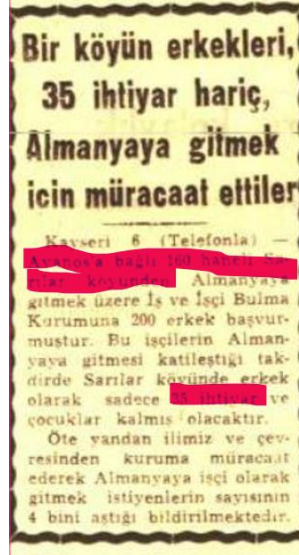 Bir köyün erkekleri,
35 ihtiyar hariç,
Almanyaya gitmek
icin müracaat ettiler
Kayseri 6 (Telefonla) —
Avanos'a bağlı 160 haneli Sa-
rılar köyünden Almanyaya
gitmek üzere İş ve İşçi Bulma
Kurumuna 200 erkek başvur-
muştur. Bu işçilerin Alman-
yaya gitmesi katileştiği tak-
dirde Sarılar köyünde erkek
olarak sadece 35 ihtiyar ve
çocuklar kalmış olacaktır.
Öte yandan ilimiz ve çev-
resinden kuruma müracaat
ederek Almanyaya işçi olarak
gitmek istiyenlerin sayısının
4 bini aştığı bildirilmektedir.